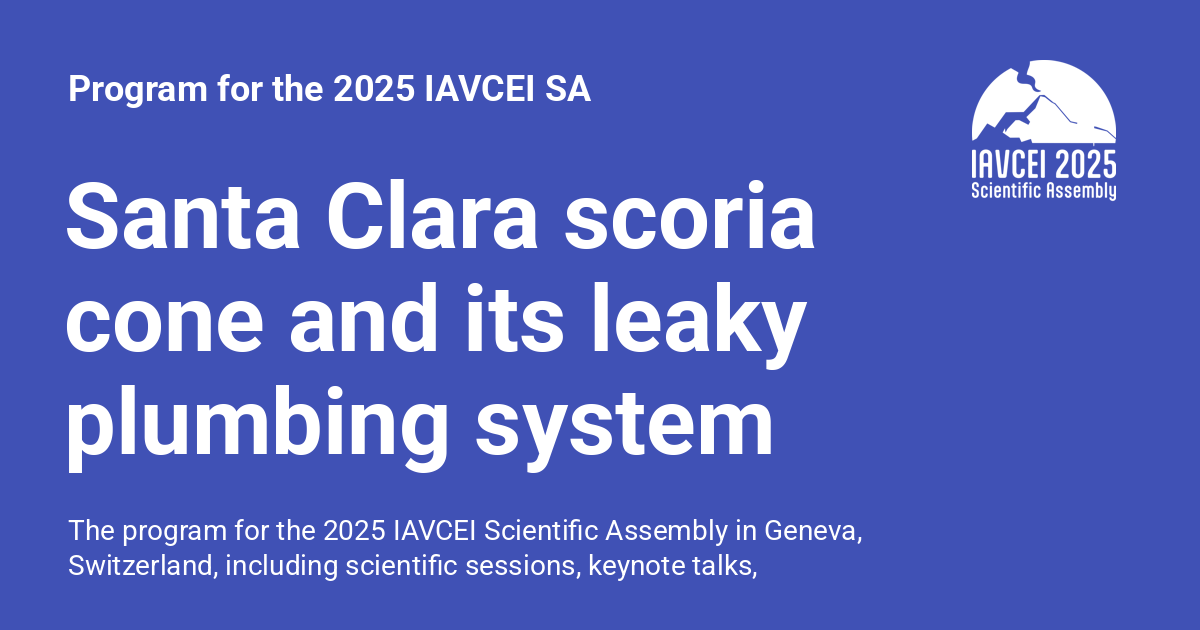 Program for the 2025 IAVCEI SA
IAVCEI 2025
Scientific Assembly
Santa Clara scoria
cone and its leaky
plumbing system
The program for the 2025 IAVCEI Scientific Assembly in Geneva,
Switzerland, including scientific sessions, keynote talks,